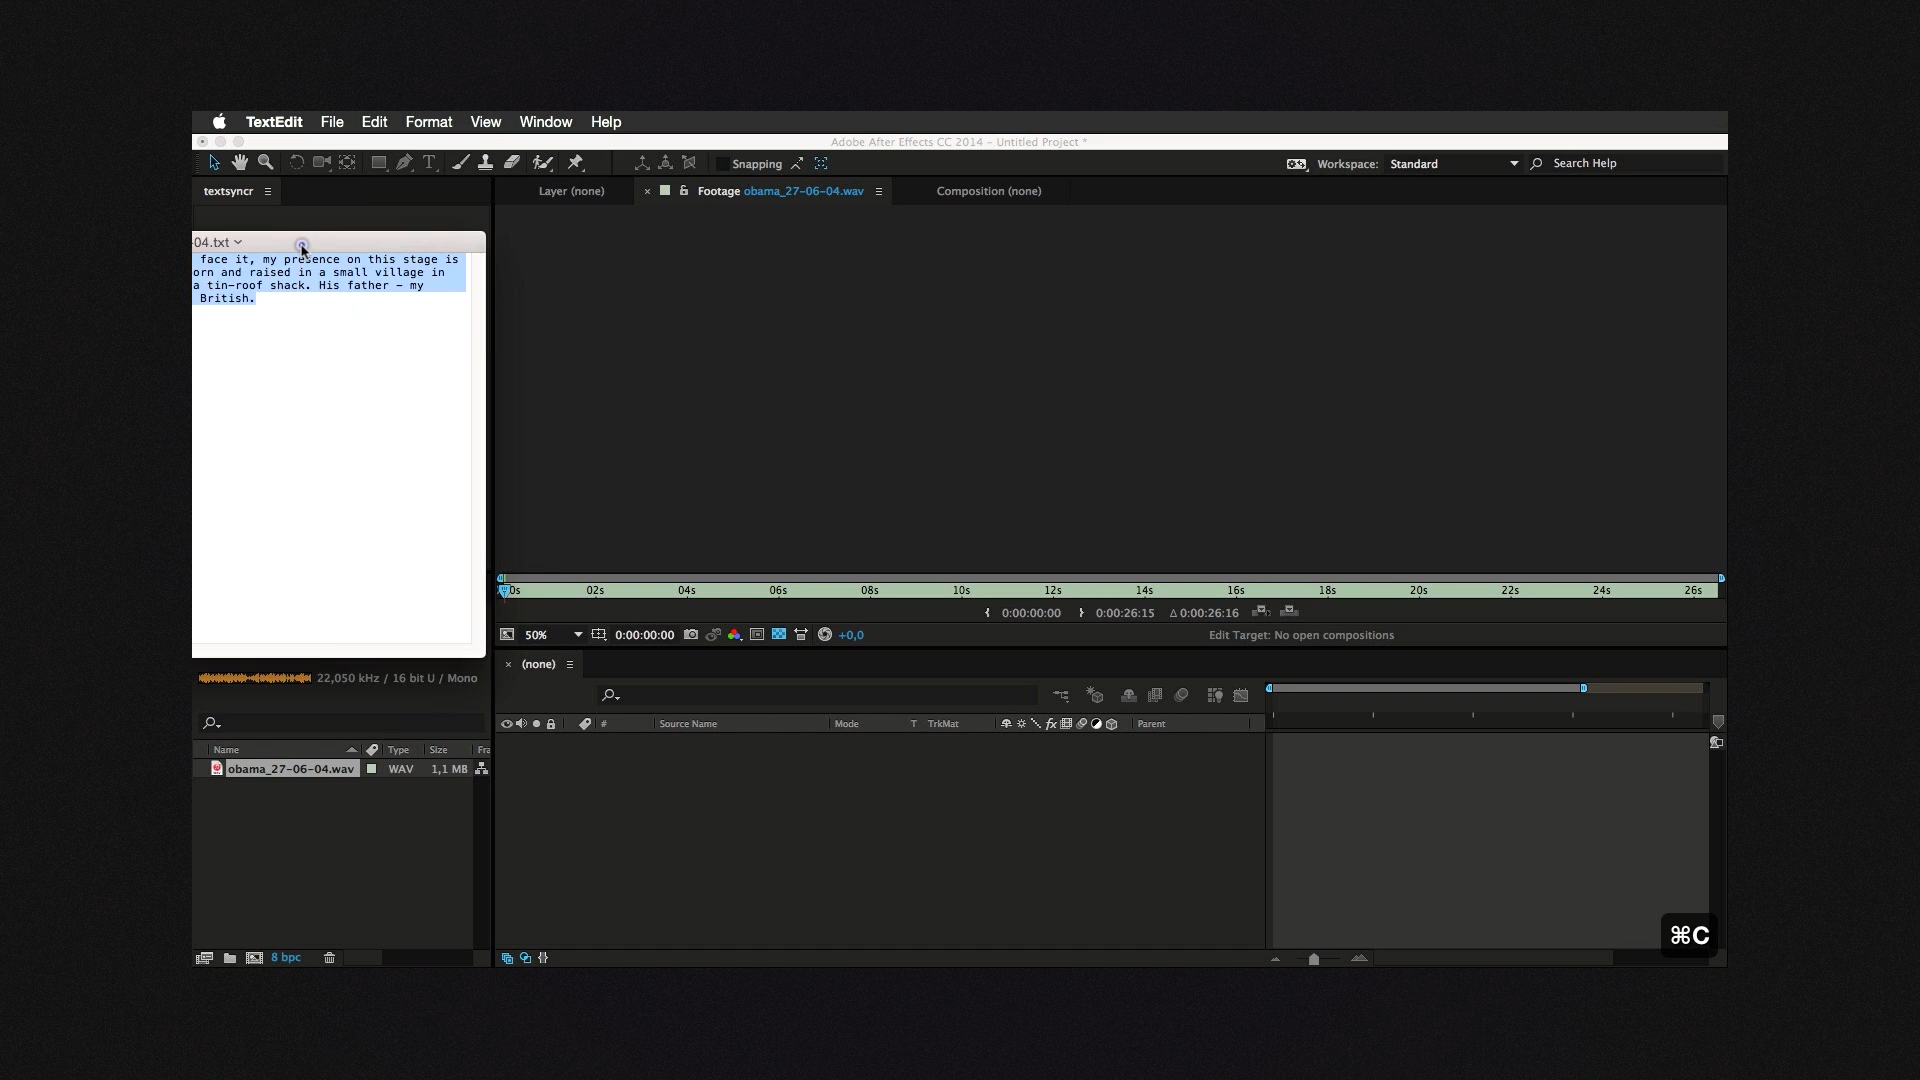 TextEdit File Edit Format View Window Help
Adobe After Effects CC 2014 - Untitled Project *
Snapping Workspace: Standard Search Help
textsyncr Layer (none) × Footage obama_27-06-04.wav Composition (none)
-04.txt
face it, my presence on this stage is
orn and raised in a small village in
a tin-roof shack. His father - my
British.
0s 02s 04s 06s 08s 10s 12s 14s 16s 18s 20s 22s 24s 26s
{ 0:00:00:00 } 0:00:26:15 Δ 0:00:26:16
50% 0:00:00:00 +0,0 Edit Target: No open compositions
× (none)
22,050 kHz / 16 bit U / Mono
# Source Name Mode T TrkMat fx Parent
Name Type Size Fra
obama_27-06-04.wav WAV 1,1 MB
8 bpc
⌘C